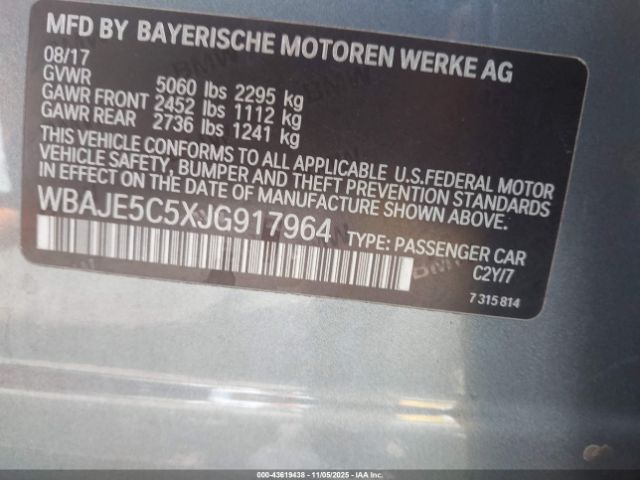 MFD BY BAYERISCHE MOTOREN WERKE AG
08/17
GVWR 5060 lbs 2295 kg
GAWR FRONT 2452 lbs 1112 kg
GAWR REAR 2736 lbs 1241 kg
THIS VEHICLE CONFORMS TO ALL APPLICABLE U.S.FEDERAL MOTOR
VEHICLE SAFETY, BUMPER AND THEFT PREVENTION STANDARDS
IN EFFECT ON THE DATE OF MANUFACTURE SHOWN ABOVE.
WBAJE5C5XJG917964 TYPE: PASSENGER CAR
C2Y/7
7 315 814
000-43619438 - 11/05/2025 - IAA Inc.